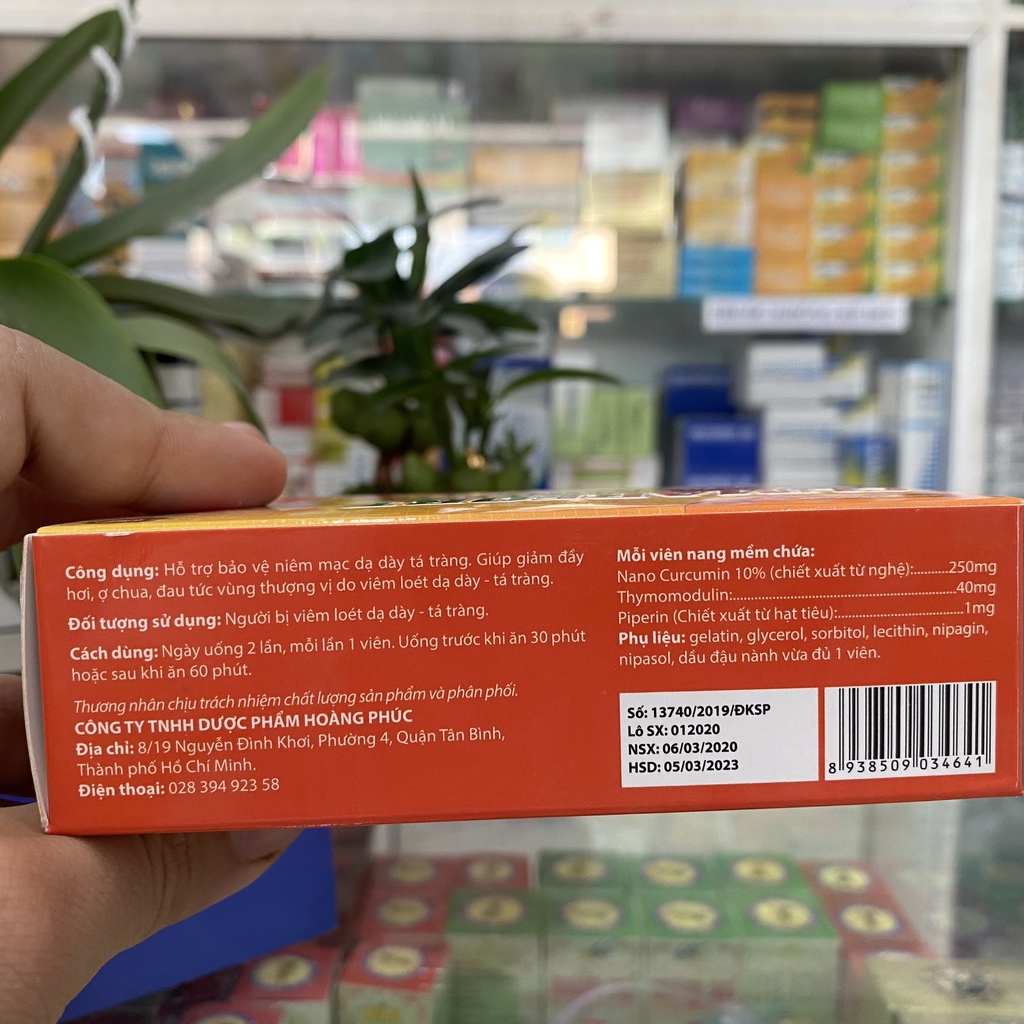 Công dụng: Hỗ trợ bảo vệ niêm mạc dạ dày tá tràng. Giúp giảm đầy
hơi, ợ chua, đau tức vùng thượng vị do viêm loét dạ dày - tá tràng.
Đối tượng sử dụng: Người bị viêm loét dạ dày - tá tràng.
Cách dùng: Ngày uống 2 lần, mỗi lần 1 viên. Uống trước khi ăn 30 phút
hoặc sau khi ăn 60 phút.
Thương nhân chịu trách nhiệm chất lượng sản phẩm và phân phối.
CÔNG TY TNHH DƯỢC PHẨM HOÀNG PHÚC
Địa chỉ: 8/19 Nguyễn Đình Khơi, Phường 4, Quận Tân Bình,
Thành phố Hồ Chí Minh.
Điện thoại: 028 394 923 58
Mỗi viên nang mềm chứa:
Nano Curcumin 10% (chiết xuất từ nghệ):..........250mg
Thymomodulin:.................................................40mg
Piperin (Chiết xuất từ hạt tiêu):............................1mg
Phụ liệu: gelatin, glycerol, sorbitol, lecithin, nipagin,
nipasol, dầu đậu nành vừa đủ 1 viên.
Số: 13740/2019/ĐKSP
Lô SX: 012020
NSX: 06/03/2020
HSD: 05/03/2023
8 938509 034641